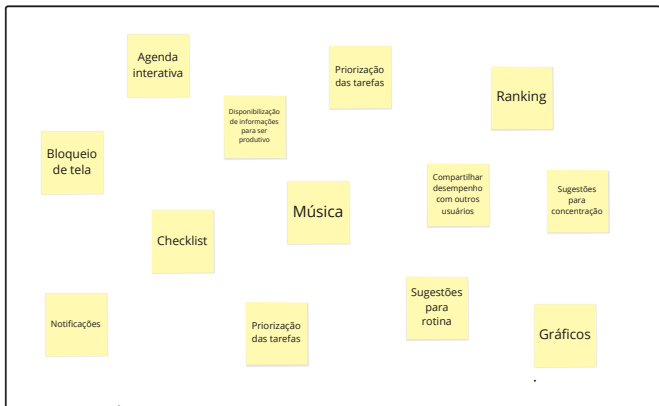 Agenda
interativa
Priorização
das tarefas
Ranking
Disponibilização
de informações
para ser
produtivo
Bloqueio
de tela
Compartilhar
desempenho
com outros
usuários
Sugestões
para
concentração
Música
Checklist
Sugestões
para
rotina
Notificações
Priorização
das tarefas
Gráficos